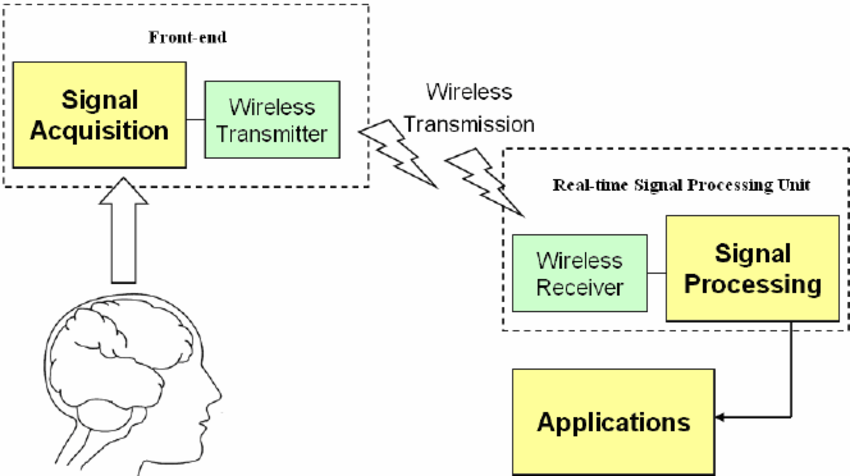 Front-end
Signal
Acquisition
Wireless
Transmitter
Wireless
Transmission
Real-time Signal Processing Unit
Wireless
Receiver
Signal
Processing
Applications